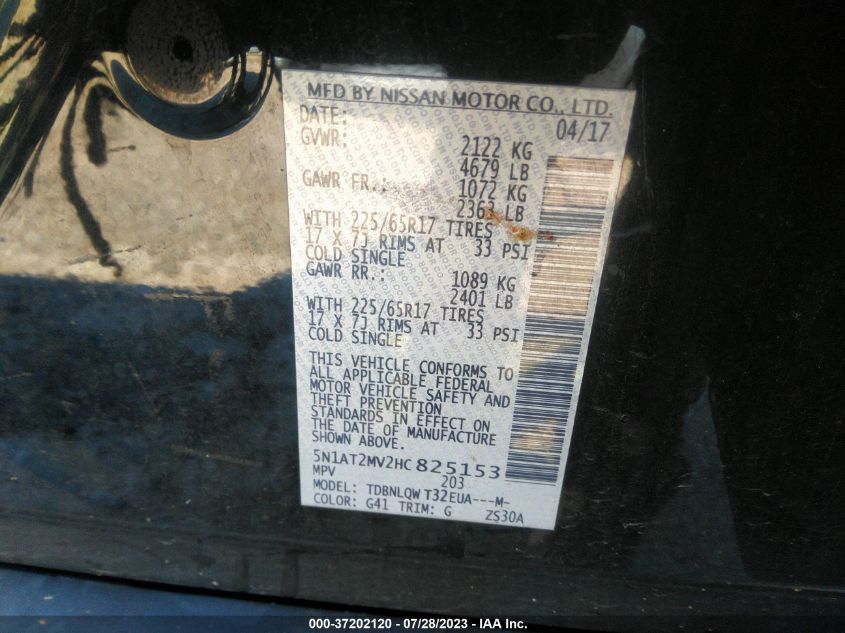 MFD BY NISSAN MOTOR CO., LTD.
DATE: 04/17
GVWR: 2122 KG
4679 LB
GAWR FR.: 1072 KG
2363 LB
WITH 225/65R17 TIRES
17 X 7J RIMS AT 33 PSI
COLD SINGLE
GAWR RR.: 1089 KG
2401 LB
WITH 225/65R17 TIRES
17 X 7J RIMS AT 33 PSI
COLD SINGLE
THIS VEHICLE CONFORMS TO
ALL APPLICABLE FEDERAL
MOTOR VEHICLE SAFETY AND
THEFT PREVENTION
STANDARDS IN EFFECT ON
THE DATE OF MANUFACTURE
SHOWN ABOVE.
5N1AT2MV2HC825153
MPV 203
MODEL: TDBNLQWT32EUA---M-
COLOR: G41 TRIM: G ZS30A
000-37202120 - 07/28/2023 - IAA Inc.